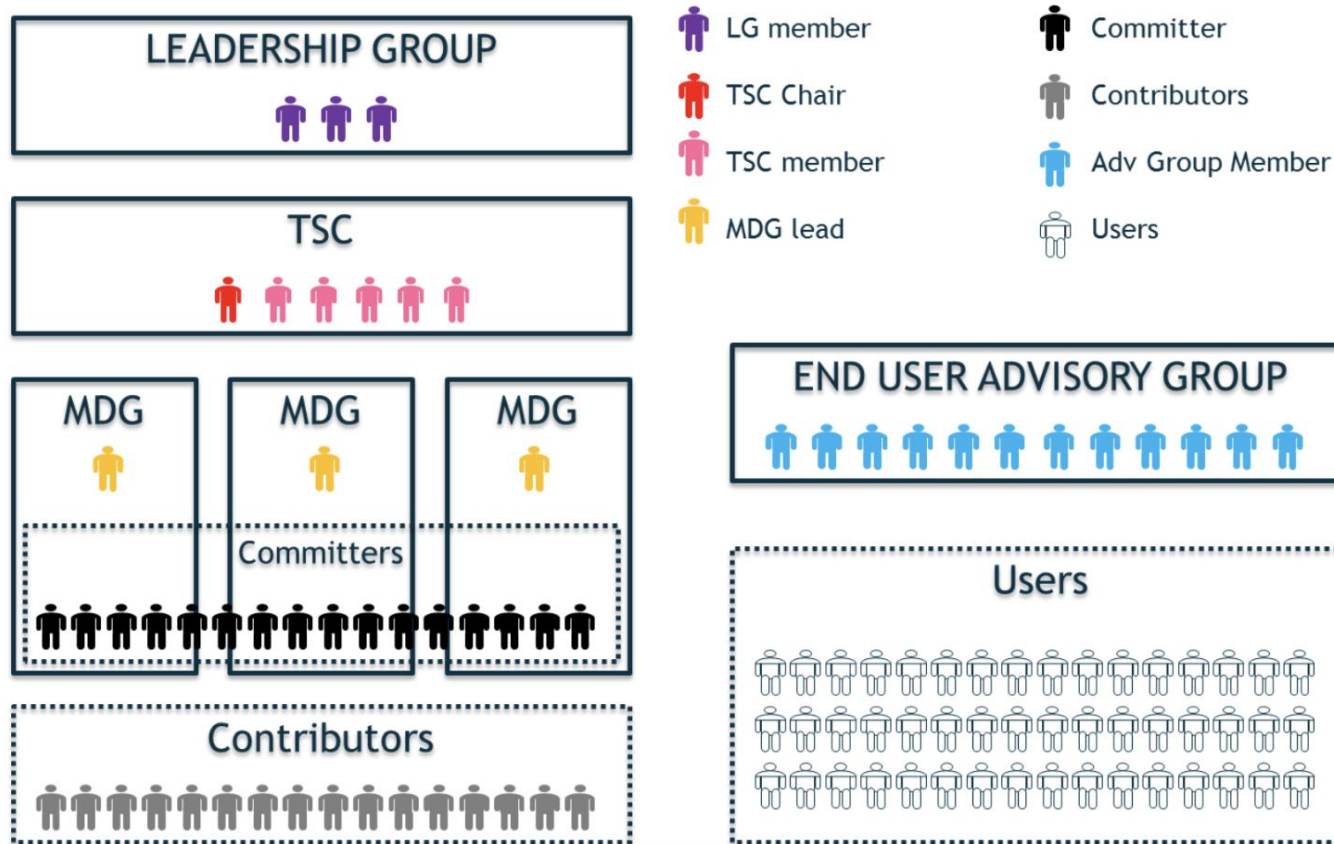 LEADERSHIP GROUP
TSC
MDG
MDG
MDG
Committers
Contributors
LG member
TSC Chair
TSC member
MDG lead
Committer
Contributors
Adv Group Member
Users
END USER ADVISORY GROUP
Users